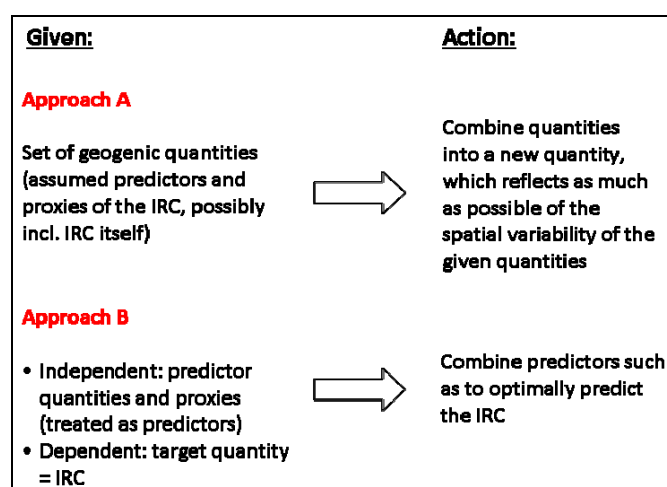 Given:
Action:
Approach A
Set of geogenic quantities
(assumed predictors and
proxies of the IRC, possibly
incl. IRC itself)
Combine quantities
into a new quantity,
which reflects as much
as possible of the
spatial variability of the
given quantities
Approach B
• Independent: predictor
quantities and proxies
(treated as predictors)
• Dependent: target quantity
= IRC
Combine predictors such
as to optimally predict
the IRC